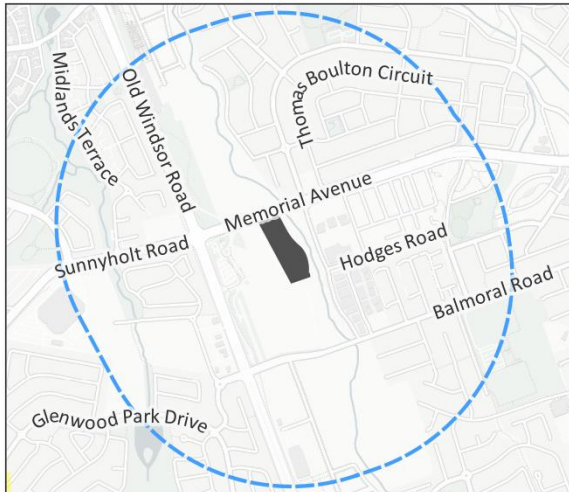 Midlands Terrace
Old Windsor Road
Thomas Boulton Circuit
Memorial Avenue
Sunnyholt Road
Hodges Road
Balmoral Road
Glenwood Park Drive